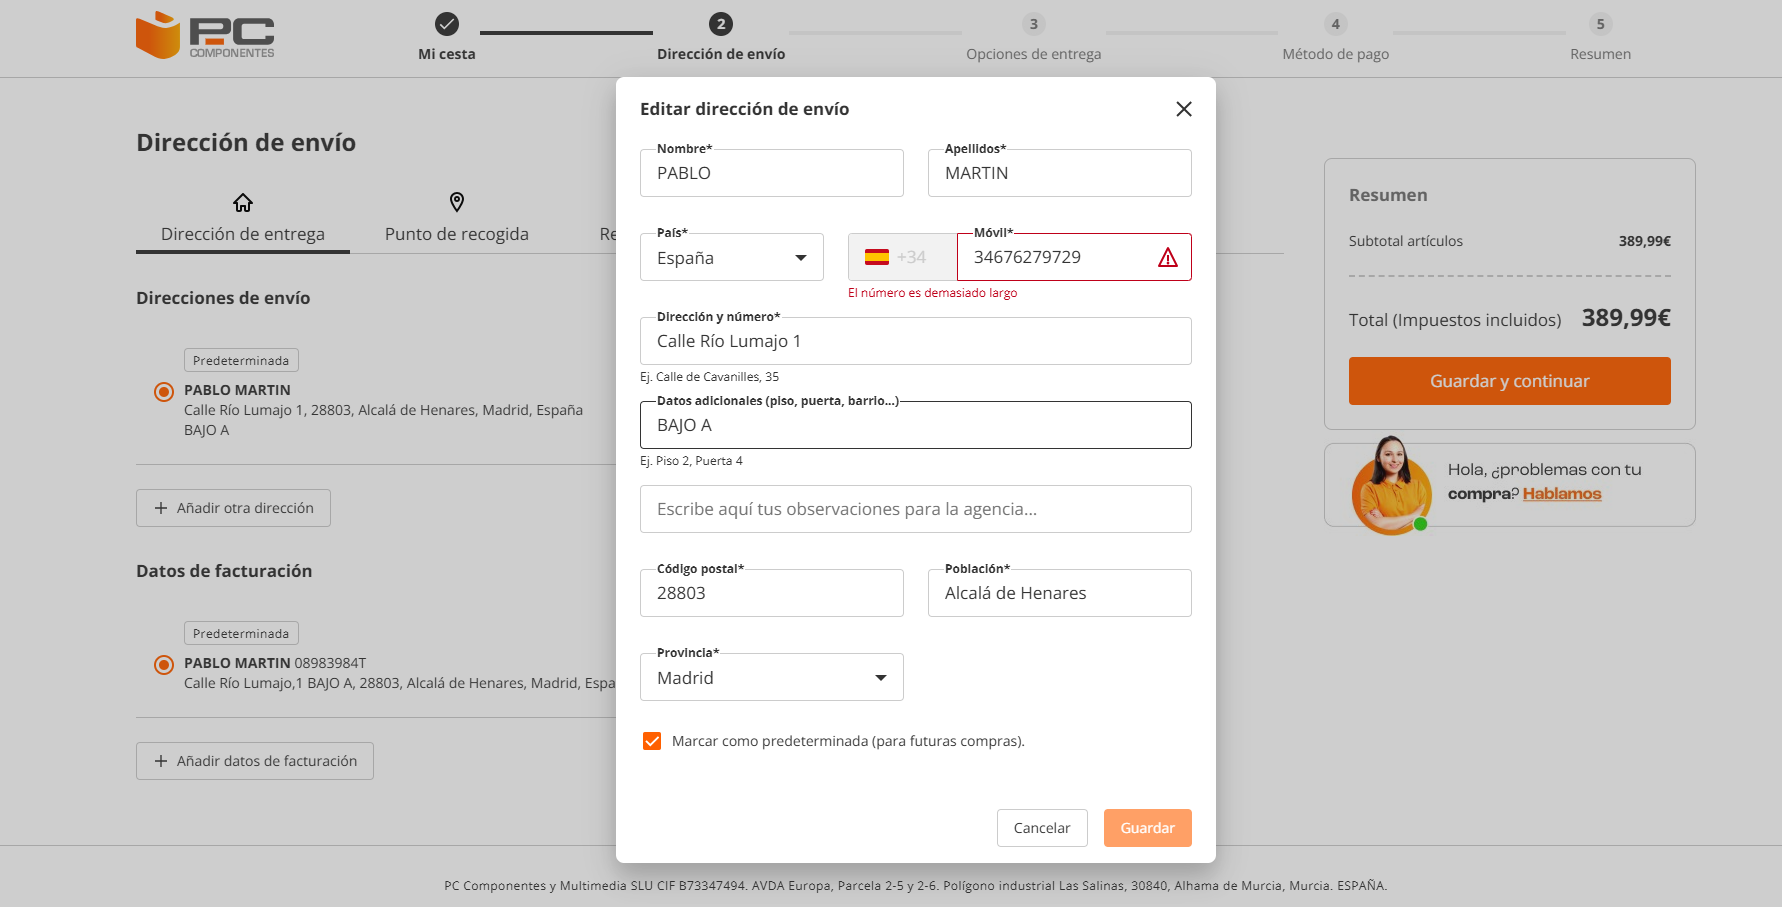 PC
COMPONENTES
Mi cesta
2
Dirección de envío
3
Opciones de entrega
4
Método de pago
5
Resumen
Dirección de envío
Dirección de entrega
Punto de recogida
Re
Direcciones de envío
Predeterminada
PABLO MARTIN
Calle Río Lumajo 1, 28803, Alcalá de Henares, Madrid, España
BAJO A
+ Añadir otra dirección
Datos de facturación
Predeterminada
PABLO MARTIN 08983984T
Calle Río Lumajo,1 BAJO A, 28803, Alcalá de Henares, Madrid, Espa
+ Añadir datos de facturación
Editar dirección de envío
Nombre*
PABLO
Apellidos*
MARTIN
País*
España
+34
Móvil*
34676279729
El número es demasiado largo
Dirección y número*
Calle Río Lumajo 1
Ej. Calle de Cavanilles, 35
Datos adicionales (piso, puerta, barrio...)
BAJO A
Ej. Piso 2, Puerta 4
Escribe aquí tus observaciones para la agencia...
Código postal*
28803
Población*
Alcalá de Henares
Provincia*
Madrid
Marcar como predeterminada (para futuras compras).
Cancelar
Guardar
Resumen
Subtotal artículos 389,99€
Total (Impuestos incluidos) 389,99€
Guardar y continuar
Hola, ¿problemas con tu
compra? Hablamos
PC Componentes y Multimedia SLU CIF B73347494. AVDA Europa, Parcela 2-5 y 2-6. Polígono industrial Las Salinas, 30840, Alhama de Murcia, Murcia. ESPAÑA.